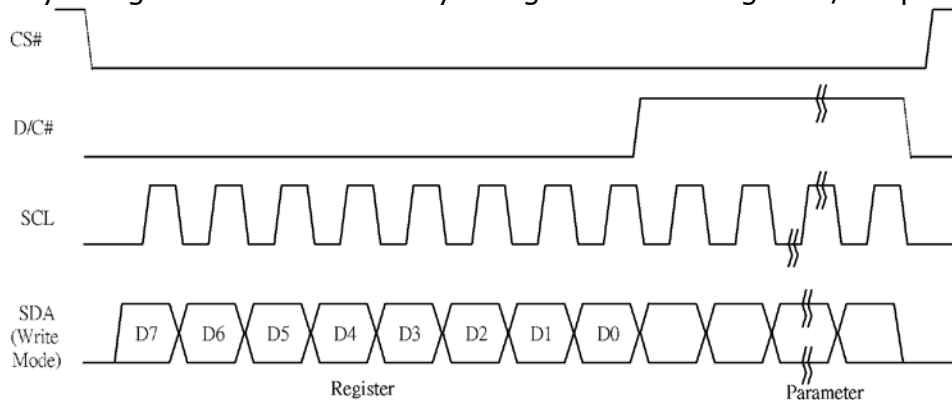 CS#
D/C#
SCL
SDA
(Write
Mode)
D7 D6 D5 D4 D3 D2 D1 D0
Register Parameter